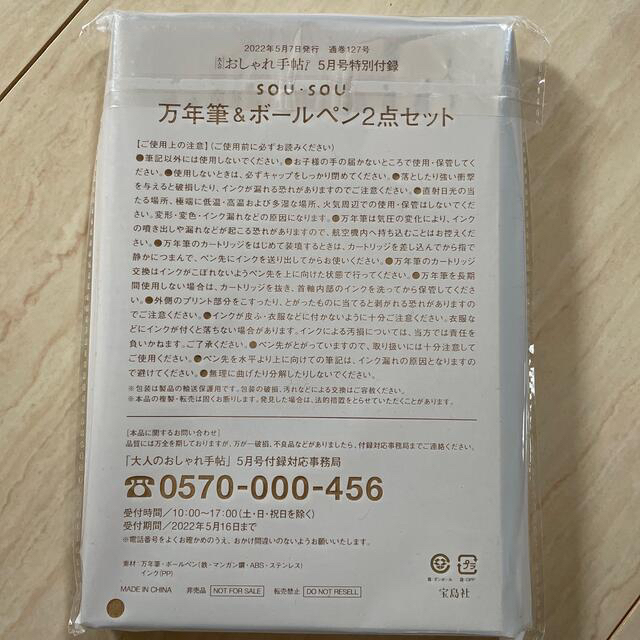 2022年5月7日発行 通巻127号
大人のおしゃれ手帖 5月号特別付録
SOU・SOU
万年筆&ボールペン2点セット
【ご使用上の注意】(ご使用前に必ずお読みください)
●筆記以外には使用しないでください。●お子様の手の届かないところで使用・保管してく
ださい。●使用しないときは、必ずキャップをしっかり閉めてください。●落としたり強い衝撃
を与えると破損したり、インクが漏れる恐れがありますのでご注意ください。●直射日光の当
たる場所、極端に低温・高温および多湿な場所、火気周辺での使用・保管はしないでくださ
い。変形・変色・インク漏れなどの原因になります。●万年筆は気圧の変化により、インク
の噴き出しや漏れなどが起こる恐れがありますので、航空機内へ持ち込むことはお控えくだ
さい。●万年筆のカートリッジをはじめて装填するときは、カートリッジを差し込んでから指で
静かにつまんで、ペン先にインクを送り出してからお使いください。●万年筆のカートリッジ
交換はインクがこぼれないようペン先を上に向けた状態で行ってください。●万年筆を長期
間使用しない場合は、カートリッジを抜き、首軸内部のインクを洗ってから保管してくださ
い。●外側のプリント部分をこすったり、とがったものに当てると剥がれる恐れがありますの
でご注意ください。●インクが皮ふ・衣服などに付かないように十分ご注意ください。衣服な
どにインクが付くと落ちない場合があります。インクによる汚損については、当方では責任を
負いかねます。ご了承ください。●ペン先がとがっていますので、取り扱いには十分注意して
ご使用ください。●ペン先を水平より上に向けての筆記は、インク漏れの原因となりますの
で避けてください。●無理に曲げたり分解したりしないでください。
※包装は製品の輸送保護用です。包装の破損、汚れなどによる交換はご容赦ください。
※本品の複製・転売は固くお断りします。発見した場合は、法的措置をとらせていただくことがあります。
[本品に関するお問い合わせ]
品質には万全を期しておりますが、万が一破損、不良品などがありましたら、付録対応事務局までご連絡ください。
「大人のおしゃれ手帖」5月号付録対応事務局
☎0570-000-456
受付時間/10:00〜17:00(土・日・祝日を除く)
受付期間/2022年5月16日まで
※電話番号をよくお確かめのうえ、おかけ間違いのないようお願いいたします。
素材:万年筆・ボールペン(鉄・マンガン鋼・ABS・ステンレス)
インク(PP)
MADE IN CHINA 非売品 NOT FOR SALE 転売禁止 DO NOT RESELL
宝島社